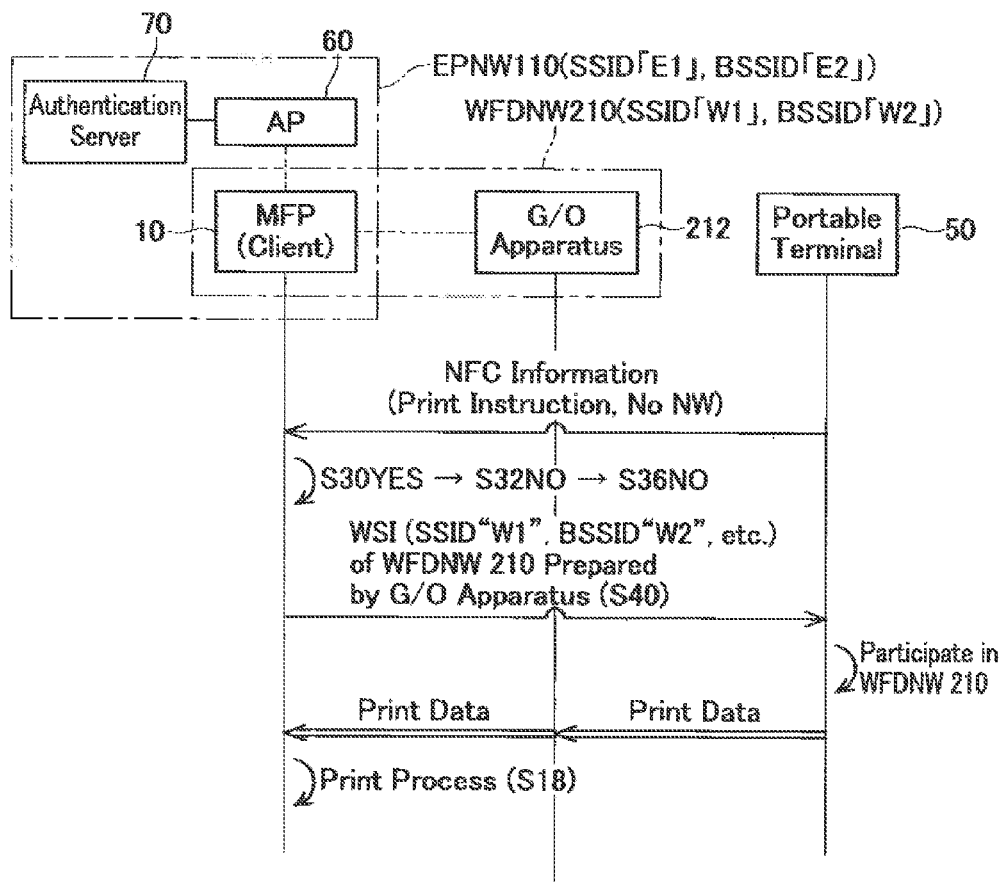 70
60
EPNW110(SSID「E1」, BSSID「E2」)
Authentication
Server
AP
WFDNW210(SSID「W1」, BSSID「W2」)
10
MFP
(Client)
G/O
Apparatus
212
Portable
Terminal
50
NFC Information
(Print Instruction, No NW)
S30YES → S32NO → S36NO
WSI (SSID“W1”, BSSID“W2”, etc.)
of WFDNW 210 Prepared
by G/O Apparatus (S40)
Participate in
WFDNW 210
Print Data
Print Data
Print Process (S18)